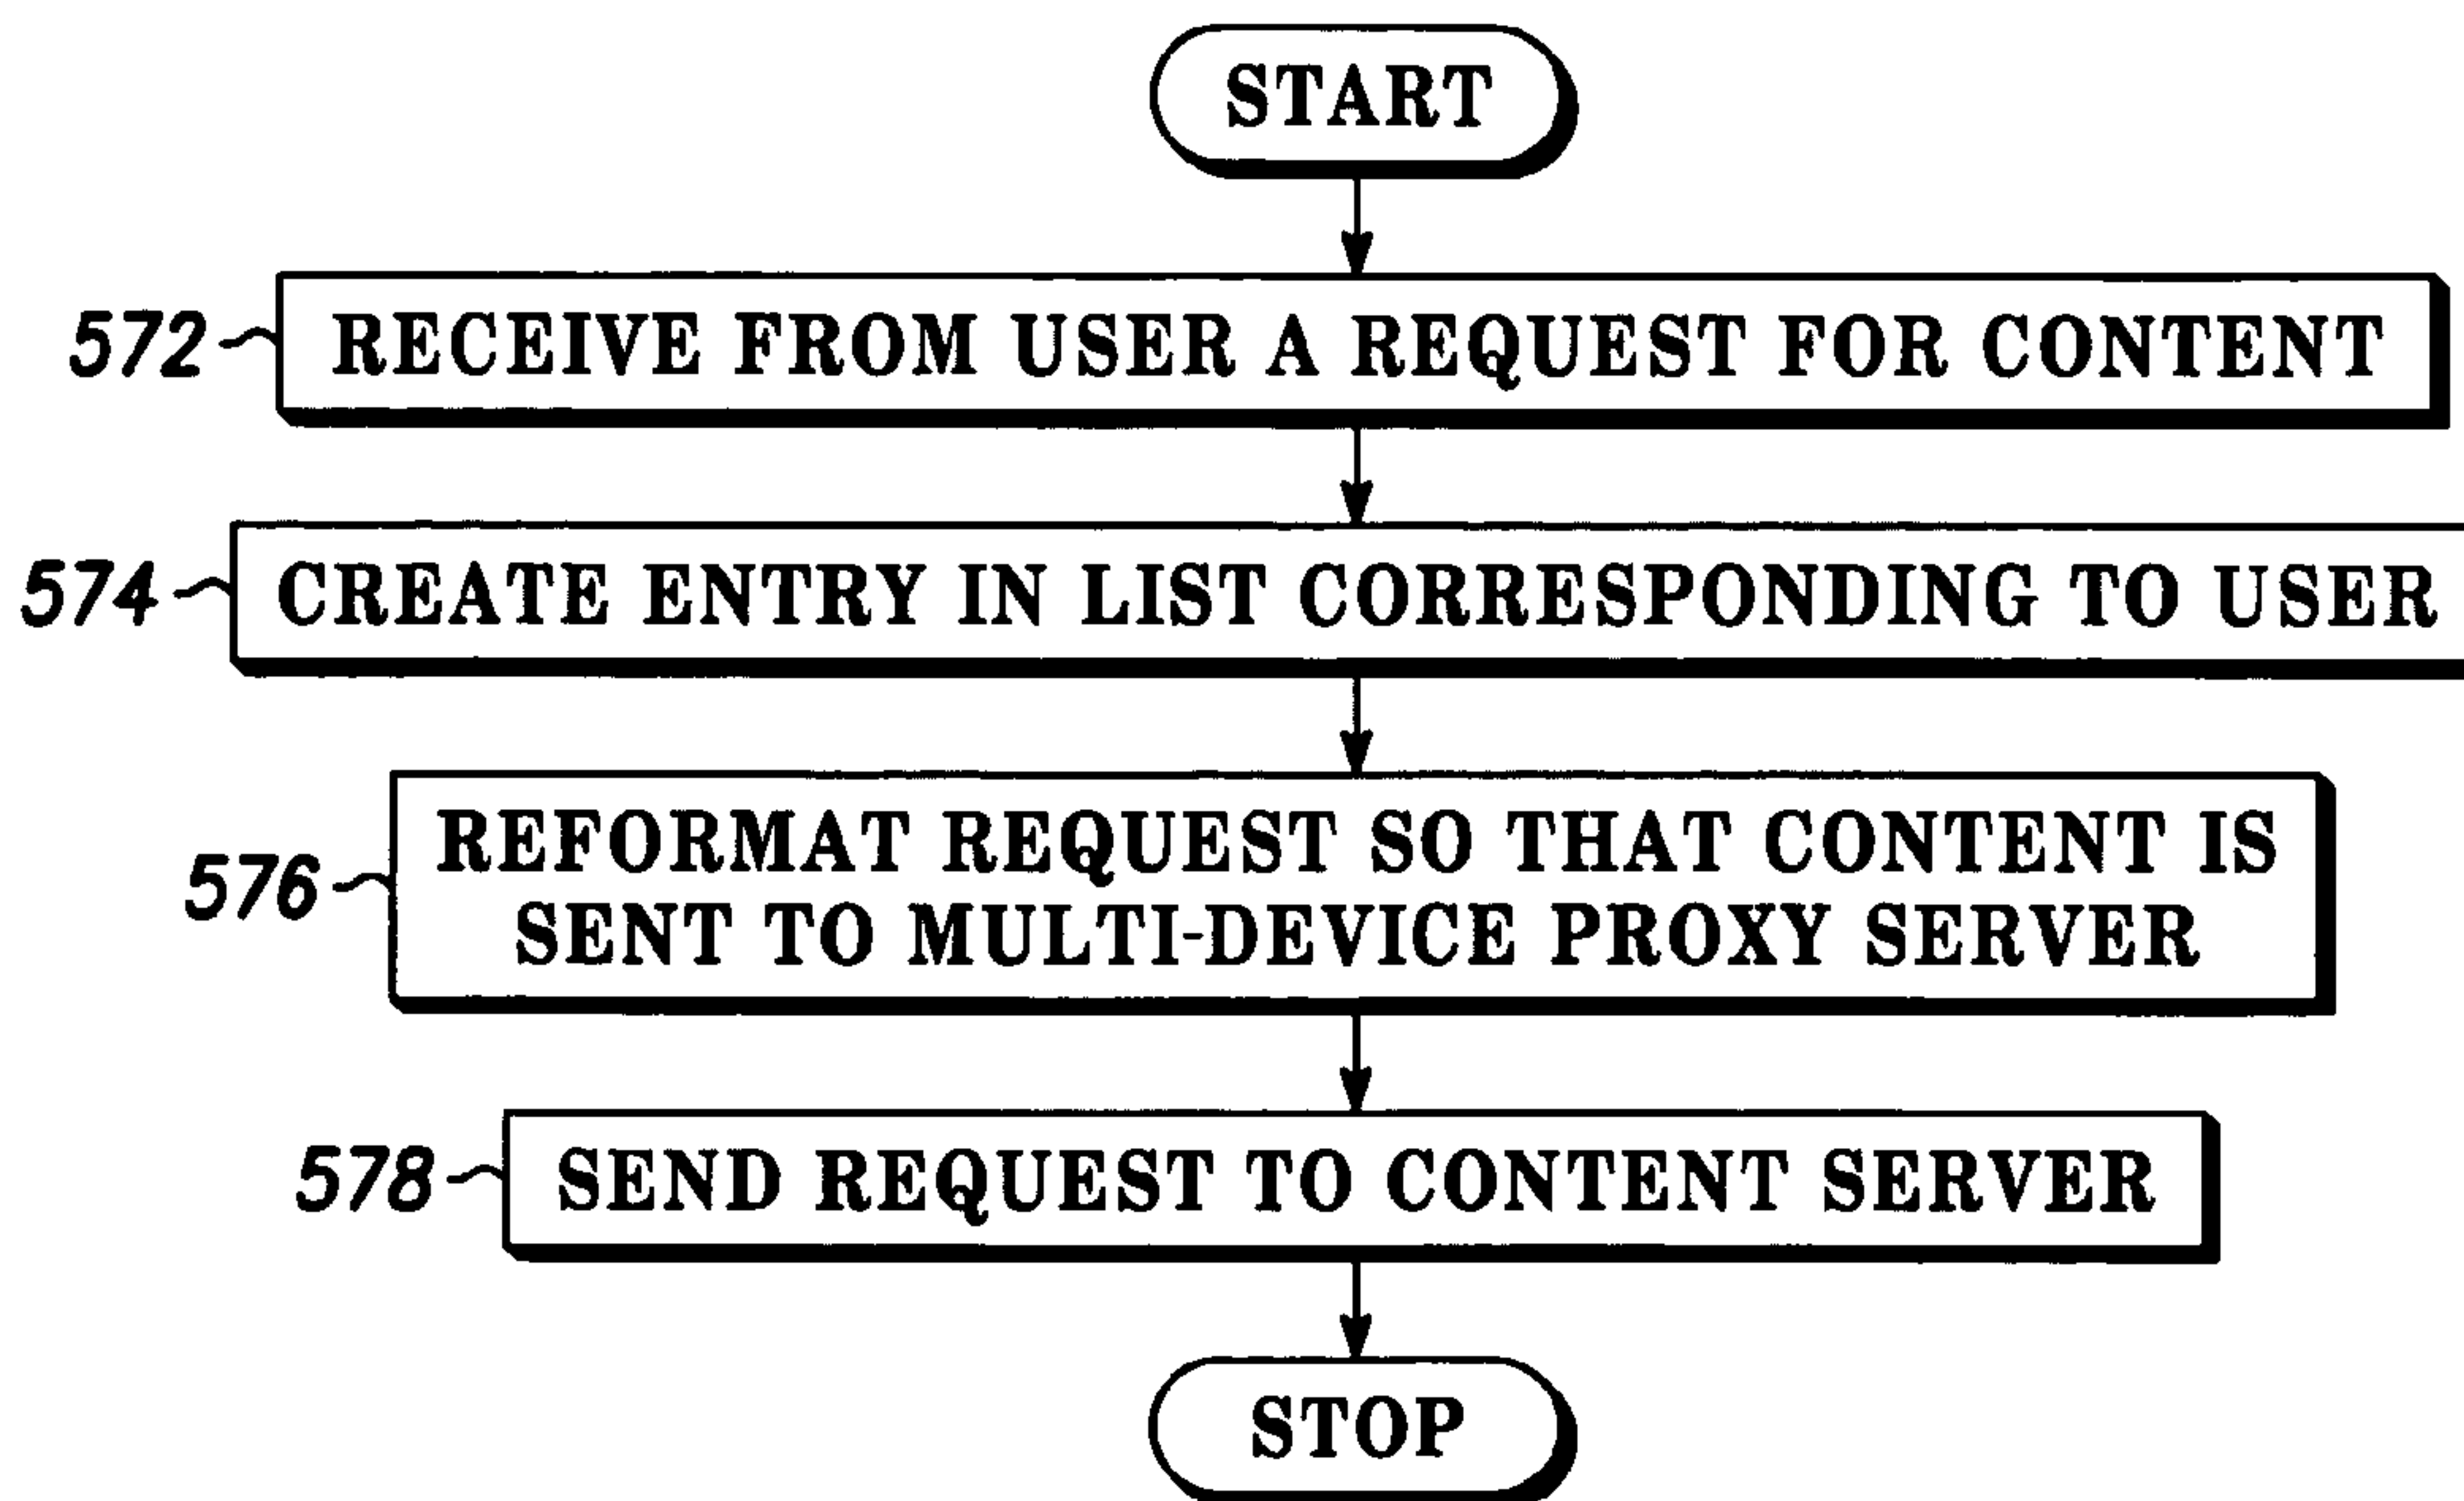 START
572 RECEIVE FROM USER A REQUEST FOR CONTENT
574 CREATE ENTRY IN LIST CORRESPONDING TO USER
576 REFORMAT REQUEST SO THAT CONTENT IS
SENT TO MULTI-DEVICE PROXY SERVER
578 SEND REQUEST TO CONTENT SERVER
STOP